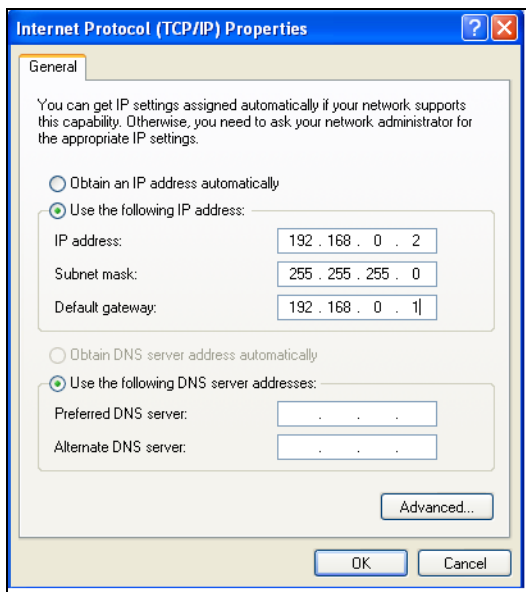 Internet Protocol (TCP/IP) Properties
General
You can get IP settings assigned automatically if your network supports
this capability. Otherwise, you need to ask your network administrator for
the appropriate IP settings.
Obtain an IP address automatically
Use the following IP address:
IP address: 192 . 168 . 0 . 2
Subnet mask: 255 . 255 . 255 . 0
Default gateway: 192 . 168 . 0 . 1
Obtain DNS server address automatically
Use the following DNS server addresses:
Preferred DNS server: . . .
Alternate DNS server: . . .
Advanced...
OK Cancel